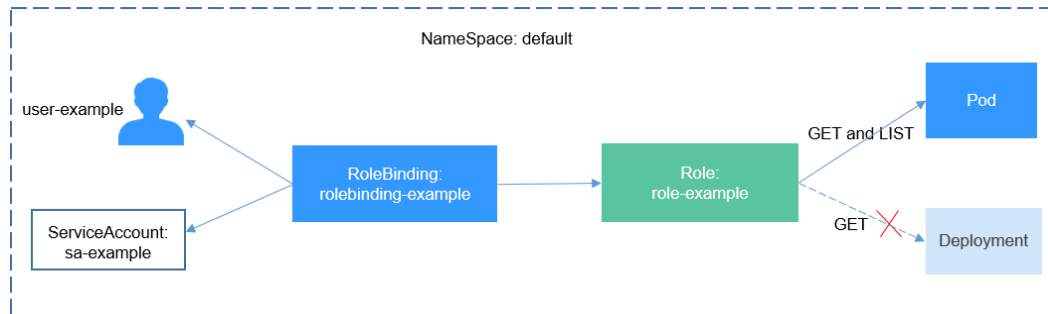 NameSpace: default
user-example
Pod
GET and LIST
RoleBinding:
rolebinding-example
Role:
role-example
ServiceAccount:
sa-example
GET
Deployment